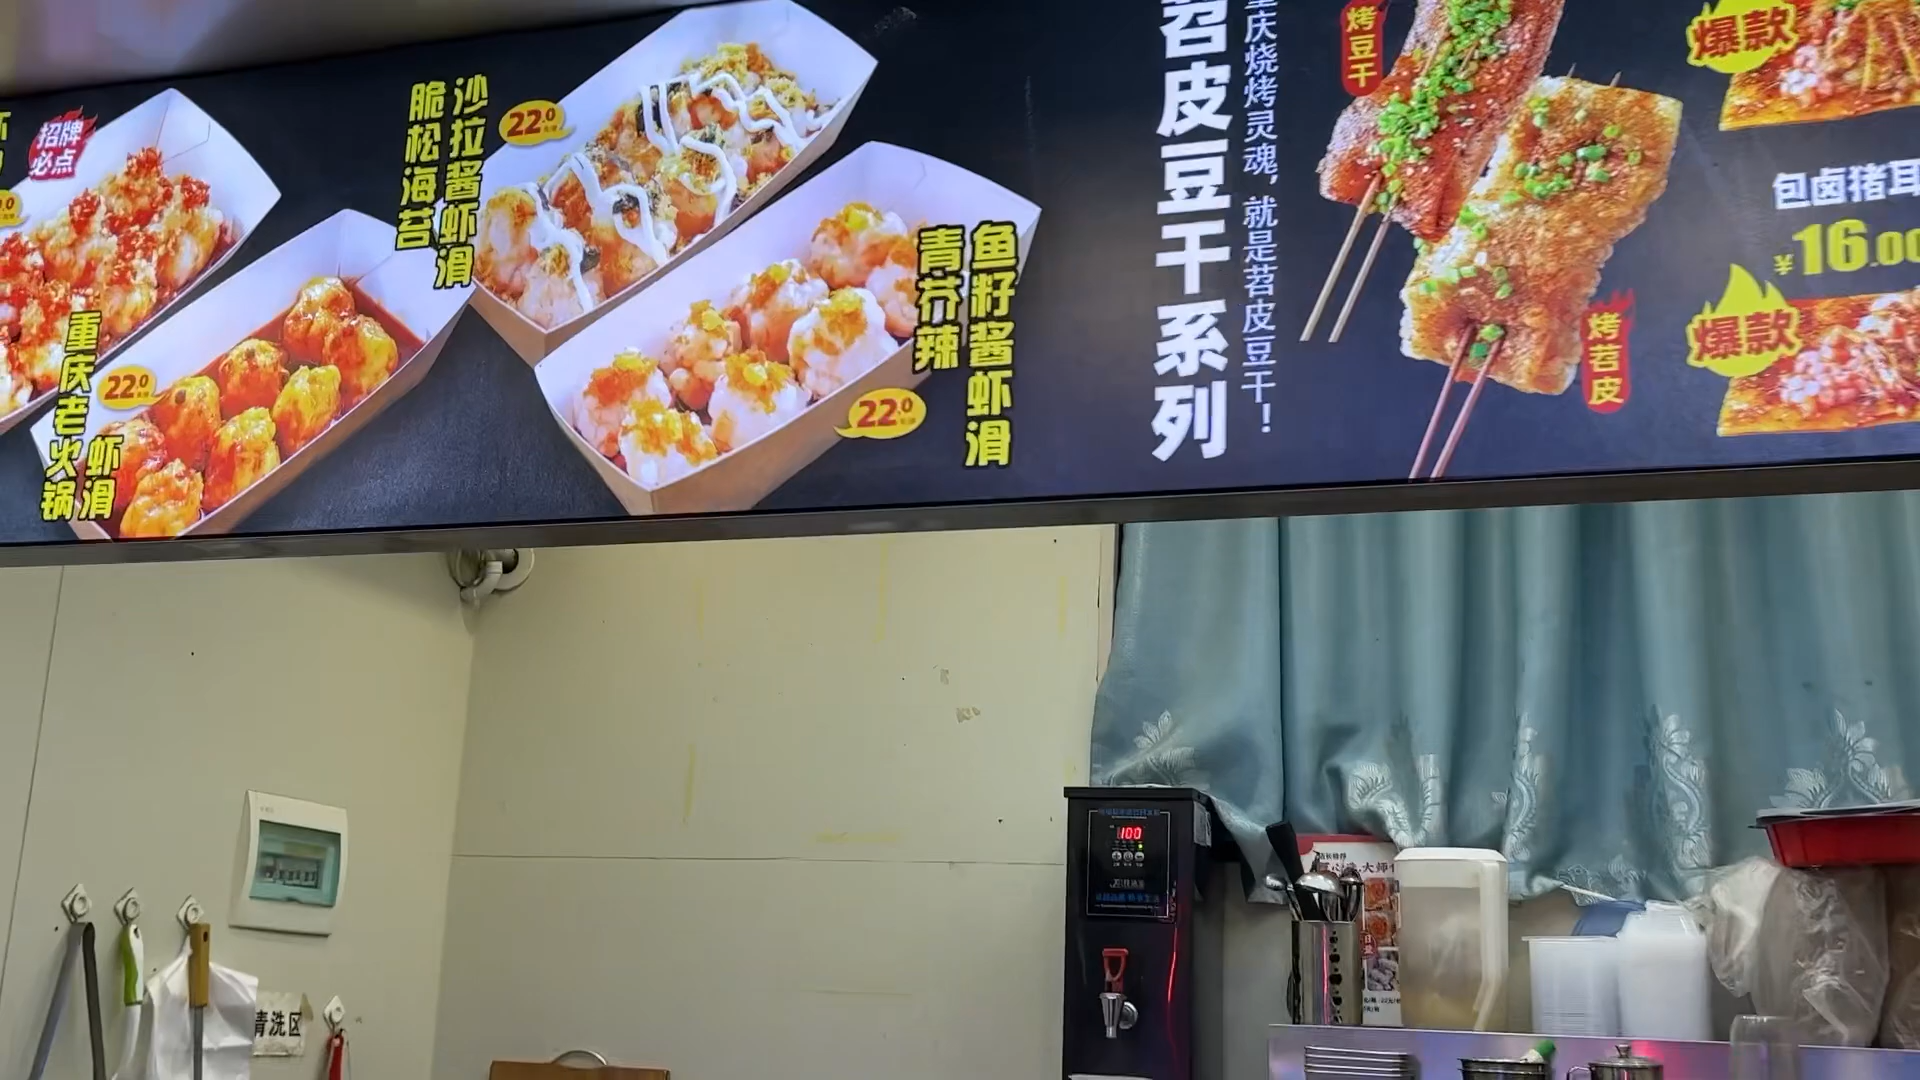 招牌
必点
重庆老火锅
虾滑
22.0
脆松海苔
沙拉酱虾滑
22.0
青芥辣
鱼籽酱虾滑
22.0
苕皮豆干系列
重庆烧烤灵魂，就是苕皮豆干！
烤豆干
烤苕皮
爆款
包卤猪耳
¥16.00
爆款
100
清洗区